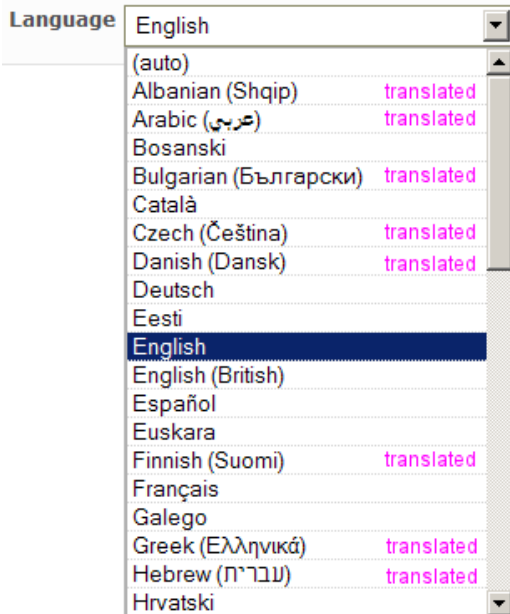 Language English
(auto)
Albanian (Shqip) translated
Arabic (عربي) translated
Bosanski
Bulgarian (Български) translated
Català
Czech (Čeština) translated
Danish (Dansk) translated
Deutsch
Eesti
English
English (British)
Español
Euskara
Finnish (Suomi) translated
Français
Galego
Greek (Ελληνικά) translated
Hebrew (עברית) translated
Hrvatski